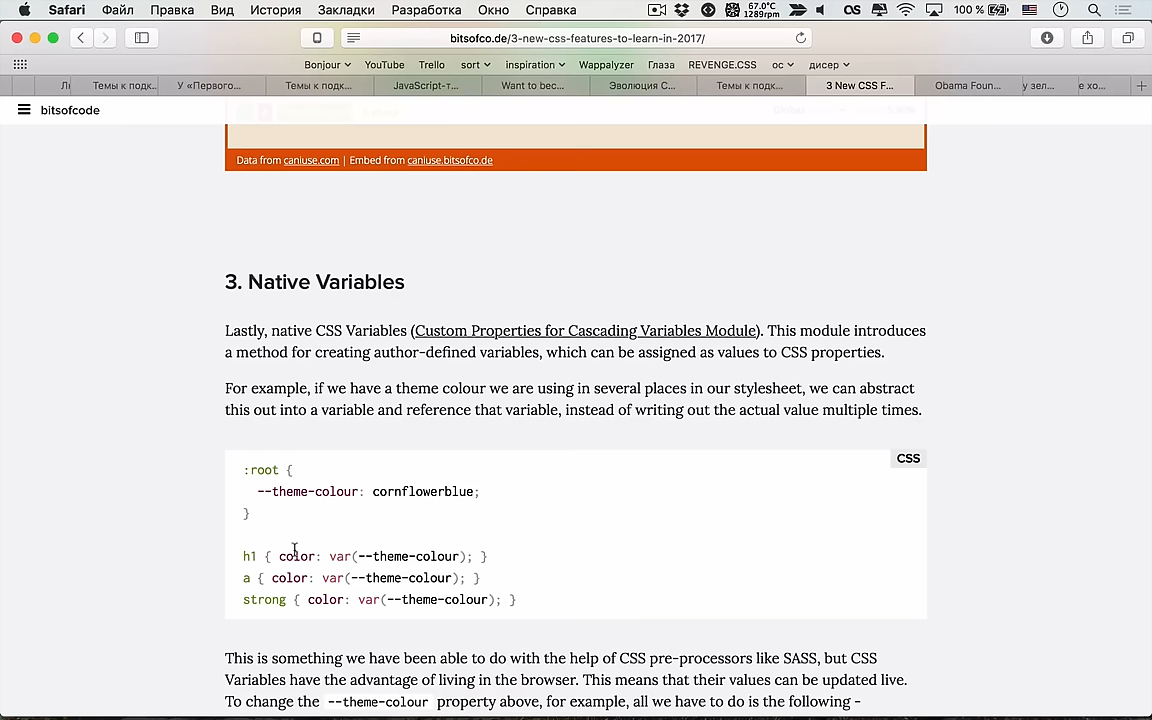 Safari Файл Правка Вид История Закладки Разработка Окно Справка 67.0°C 1289rpm 100 %
bitsofco.de/3-new-css-features-to-learn-in-2017/
Bonjour YouTube Trello sort inspiration Wappalyzer Глаза REVENGE.CSS ос дисер
Темы к подк... У «Первого... Темы к подк... JavaScript-т... Want to bec... Эволюция С... Темы к подк... 3 New CSS F... Obama Foun...
bitsofcode
Data from caniuse.com | Embed from caniuse.bitsofco.de
3. Native Variables
Lastly, native CSS Variables (Custom Properties for Cascading Variables Module). This module introduces
a method for creating author-defined variables, which can be assigned as values to CSS properties.
For example, if we have a theme colour we are using in several places in our stylesheet, we can abstract
this out into a variable and reference that variable, instead of writing out the actual value multiple times.
CSS
:root {
--theme-colour: cornflowerblue;
}
h1 { color: var(--theme-colour); }
a { color: var(--theme-colour); }
strong { color: var(--theme-colour); }
This is something we have been able to do with the help of CSS pre-processors like SASS, but CSS
Variables have the advantage of living in the browser. This means that their values can be updated live.
To change the --theme-colour property above, for example, all we have to do is the following -